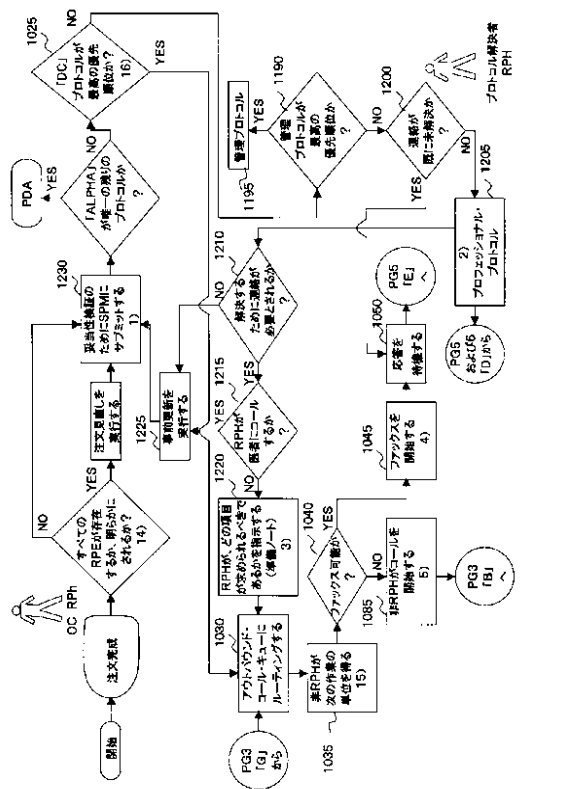 開始
注文完成
OC RPh
すべての
RPEが存在
するか、明らかに
されるか?
14)
NO
YES
注文見直しを
実行する
1230
妥当性検証の
ためにSPMに
サブミットする
1)
「ALPHA」
が唯一の残りの
プロトコルか
?
YES
PDA
NO
1025
「DC」
プロトコルが
最高の優先
順位か?
16)
NO
YES
1225
事前更新を
実行する
1210
解決する
ために連絡が
必要とされるか
?
NO
YES
1215
RPHが
医者にコール
するか
?
YES
NO
1220
RPHが、どの項目
が求められるべきで
あるかを指示する
(準備ノート)
3)
1030
アウトバウンド・
コール・キューに
ルーティングする
PG3
「G」
から
1035
非RPHが
次の作業の
単位を得る
15)
1040
ファックス可能か
?
YES
NO
1085
非RPHがコールを
開始する
5)
PG3
「B」
へ
1045
ファックスを
開始する
4)
1050
応答を
待機する
PG5
「E」
へ
1190
管理
プロトコルが
最高の
優先順位か
?
YES
管理プロトコル
1195
NO
1200
連絡が
既に未解決か
?
YES
NO
1205
2)
プロフェッショナル・
プロトコル
PG5
および6
「D」から
プロトコル解決者
RPH